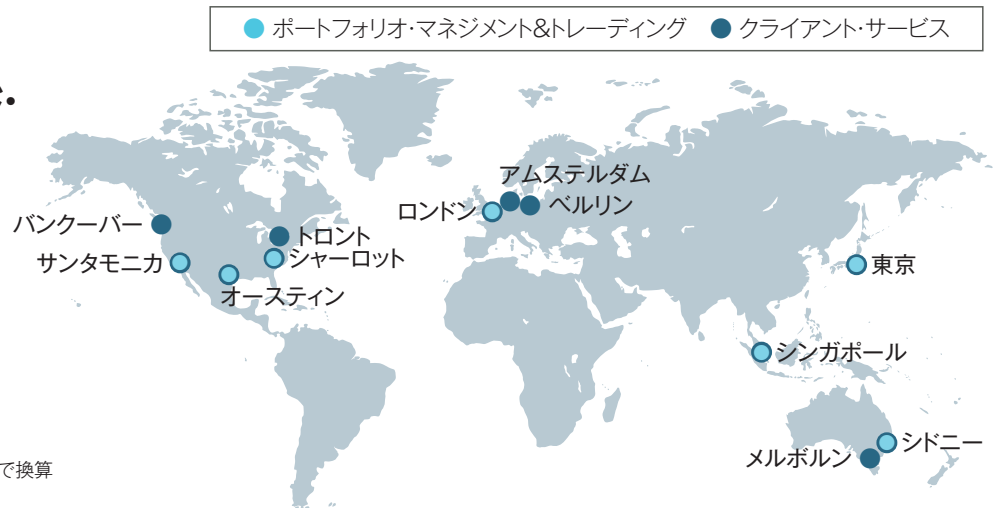 ポートフォリオ・マネジメント&トレーディング クライアント・サービス
アムステルダム
ロンドン
ベルリン
バンクーバー
トロント
サンタモニカ
シャーロット
オースティン
東京
シンガポール
シドニー
メルボルン
で換算